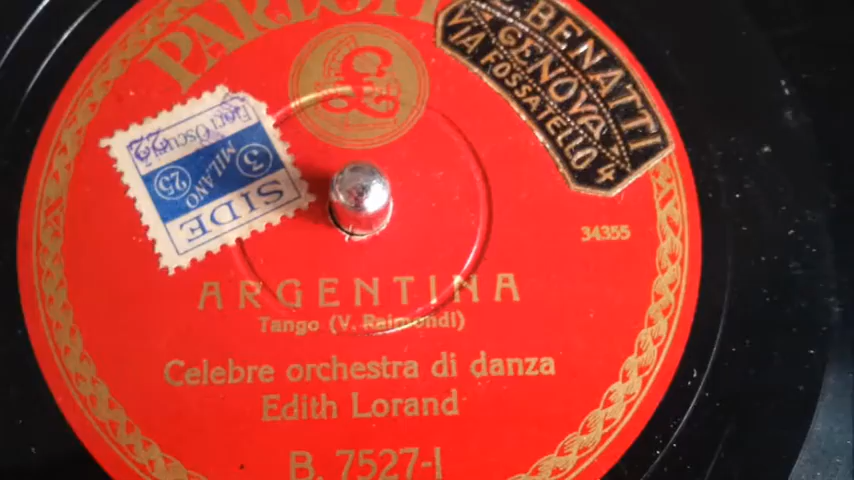 PARLOPH
BENATTI
GENOVA
VIA FOSSATELLO 4
3
MILANO
25
SIDE
34355
ARGENTINA
Tango (V. Raimondi)
Celebre orchestra di danza
Edith Lorand
B. 7527-I